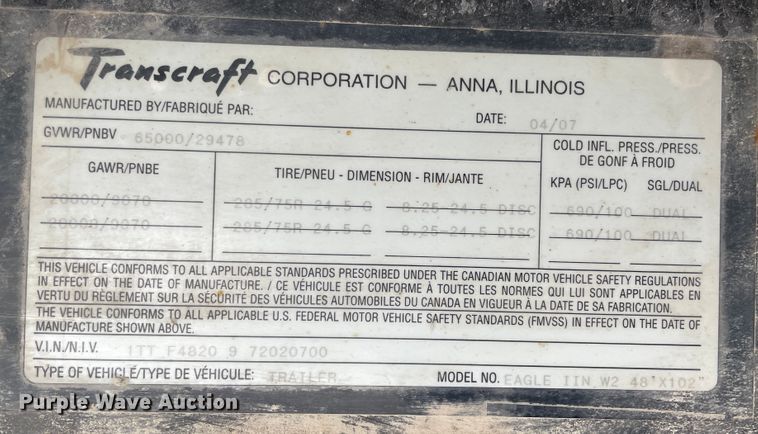 Transcraft CORPORATION — ANNA, ILLINOIS
MANUFACTURED BY/FABRIQUÉ PAR:
DATE: 04/07
GVWR/PNBV 65000/29478
COLD INFL. PRESS./PRESS. DE GONF À FROID
GAWR/PNBE TIRE/PNEU - DIMENSION - RIM/JANTE KPA (PSI/LPC) SGL/DUAL
20000/9070 285/75R 24.5 G 8.25-24.5 DISC 690/100 DUAL
20000/9070 285/75R 24.5 G 8.25-24.5 DISC 690/100 DUAL
THIS VEHICLE CONFORMS TO ALL APPLICABLE STANDARDS PRESCRIBED UNDER THE CANADIAN MOTOR VEHICLE SAFETY REGULATIONS
IN EFFECT ON THE DATE OF MANUFACTURE. / CE VÉHICULE EST CONFORME À TOUTES LES NORMES QUI LUI SONT APPLICABLES EN
VERTU DU RÈGLEMENT SUR LA SÉCURITÉ DES VÉHICULES AUTOMOBILES DU CANADA EN VIGUEUR À LA DATE DE SA FABRICATION.
THE VEHICLE CONFORMS TO ALL APPLICABLE U.S. FEDERAL MOTOR VEHICLE SAFETY STANDARDS (FMVSS) IN EFFECT ON THE DATE OF
MANUFACTURE SHOWN ABOVE.
V.I.N./N.I.V. 1TT F4820 9 72020700
TYPE OF VEHICLÉ/TYPE DE VÉHICULE: TRAILER MODEL NO. EAGLE IIN W2 48'X102"
Purple Wave Auction